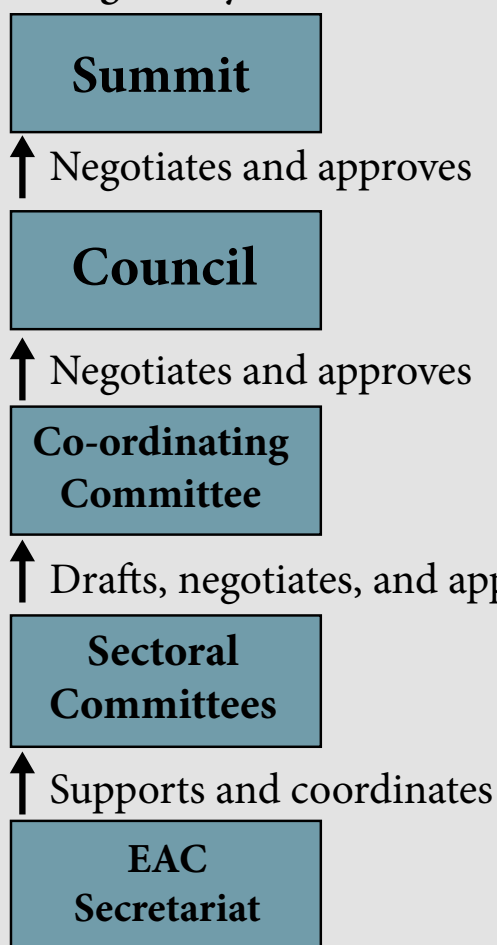 Summit
Negotiates and approves
Council
Negotiates and approves
Co-ordinating
Committee
Drafts, negotiates, and app
Sectoral
Committees
Supports and coordinates
EAC
Secretariat